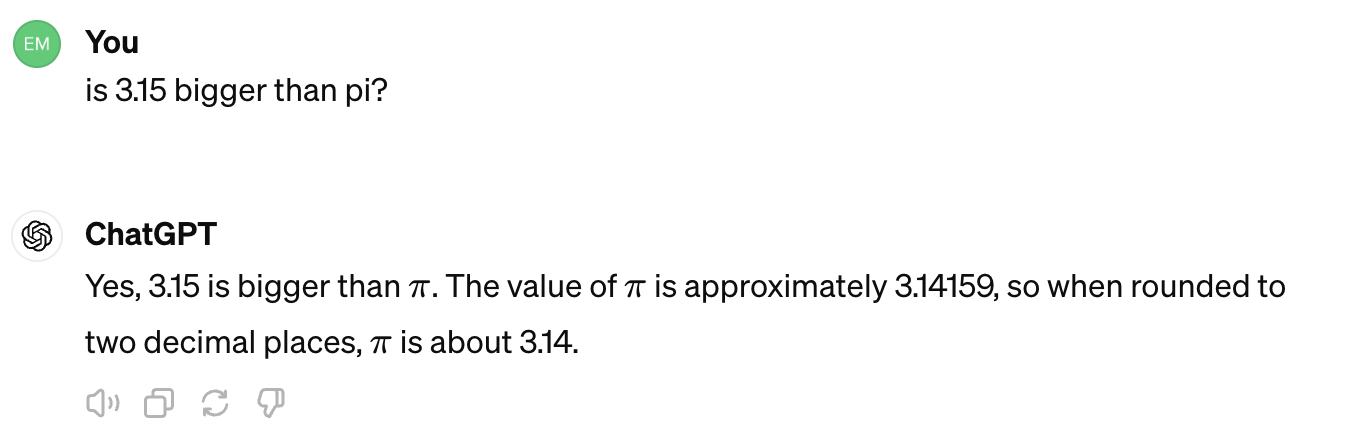 EM
You
is 3.15 bigger than pi?
ChatGPT
Yes, 3.15 is bigger than π. The value of π is approximately 3.14159, so when rounded to
two decimal places, π is about 3.14.